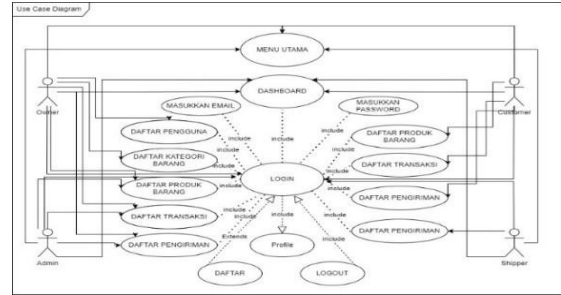 Use Case Diagram
MENU UTAMA
DASHBOARD
MASUKKAN EMAIL
MASUKKAN
PASSWORD
Owner
Customer
DAFTAR PENGGUNA
include
include
include
include
DAFTAR PRODUK
BARANG
include
include
DAFTAR KATEGORI
BARANG
DAFTAR TRANSAKSI
include
include
LOGIN
DAFTAR PRODUK
BARANG
include
include
DAFTAR PENGIRIMAN
DAFTAR TRANSAKSI
include
include
include
include
DAFTAR PENGIRIMAN
Extends
Profile
include
DAFTAR PENGIRIMAN
Admin
Shipper
DAFTAR
LOGOUT